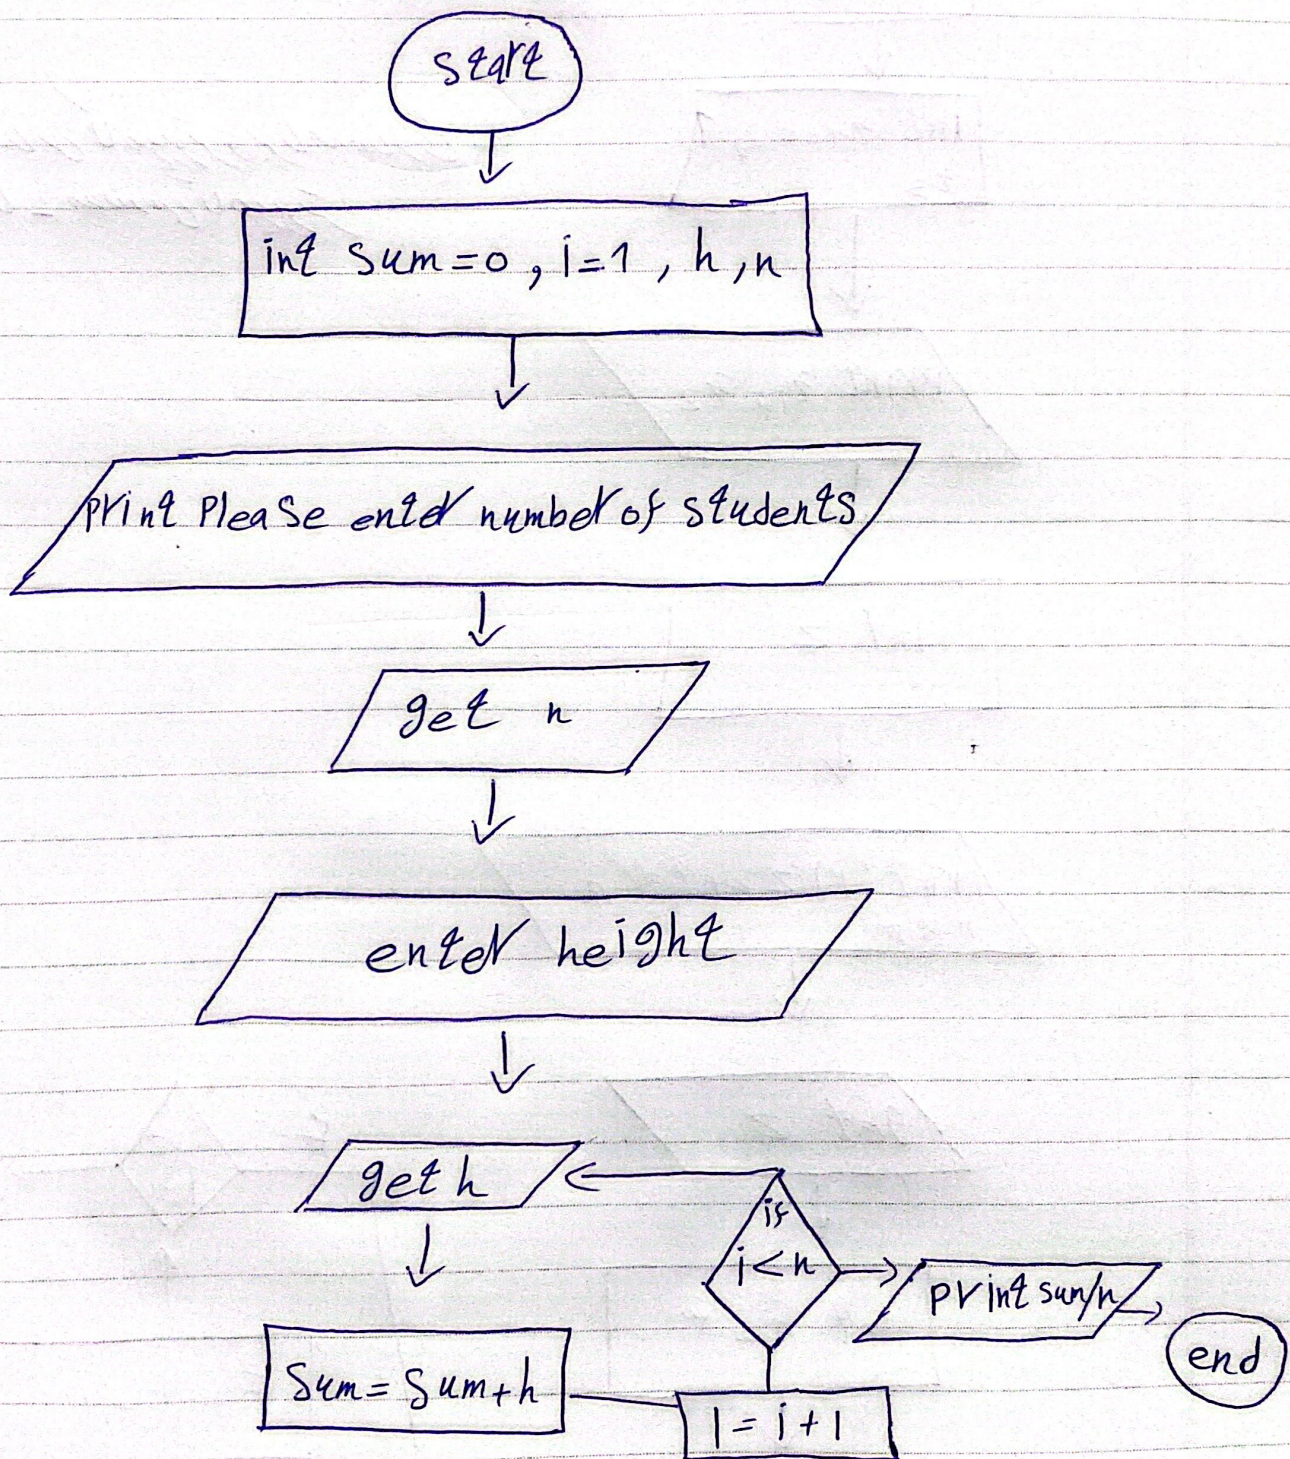 start
int sum=0, i=1, h, n
print Please enter number of students
get n
enter height
get h
if
i<n
print sum/n
end
Sum= Sum+h
i = i + 1